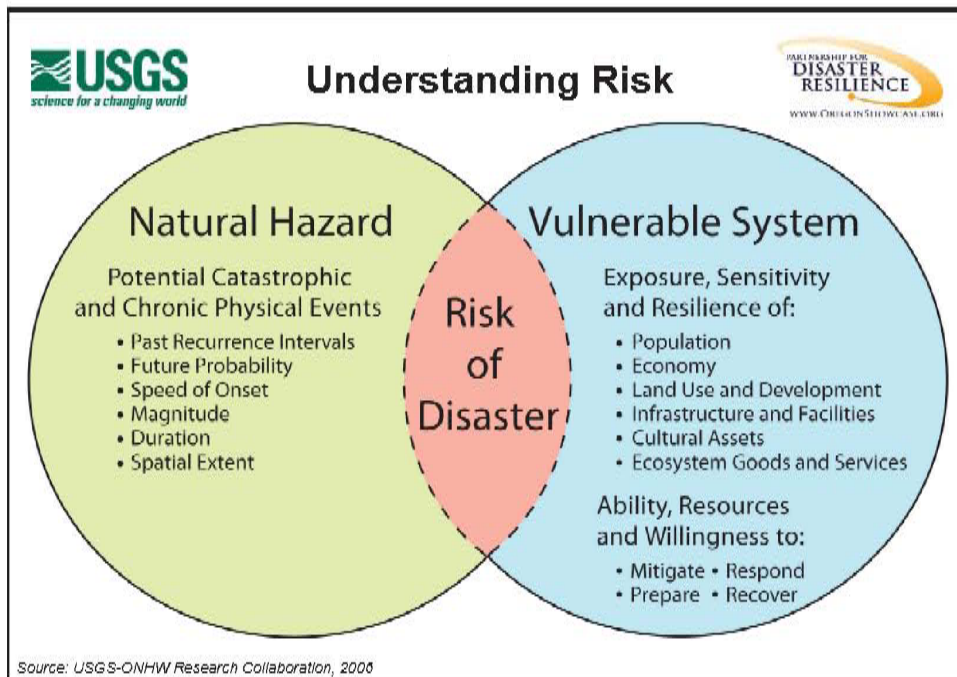 USGS
science for a changing world
Understanding Risk
PARTNERSHIP FOR
DISASTER
RESILIENCE
WWW.OREGONSHOWCASE.ORG
Natural Hazard
Potential Catastrophic
and Chronic Physical Events
• Past Recurrence Intervals
• Future Probability
• Speed of Onset
• Magnitude
• Duration
• Spatial Extent
Risk
of
Disaster
Vulnerable System
Exposure, Sensitivity
and Resilience of:
• Population
• Economy
• Land Use and Development
• Infrastructure and Facilities
• Cultural Assets
• Ecosystem Goods and Services
Ability, Resources
and Willingness to:
• Mitigate • Respond
• Prepare • Recover
Source: USGS-ONHW Research Collaboration, 2006